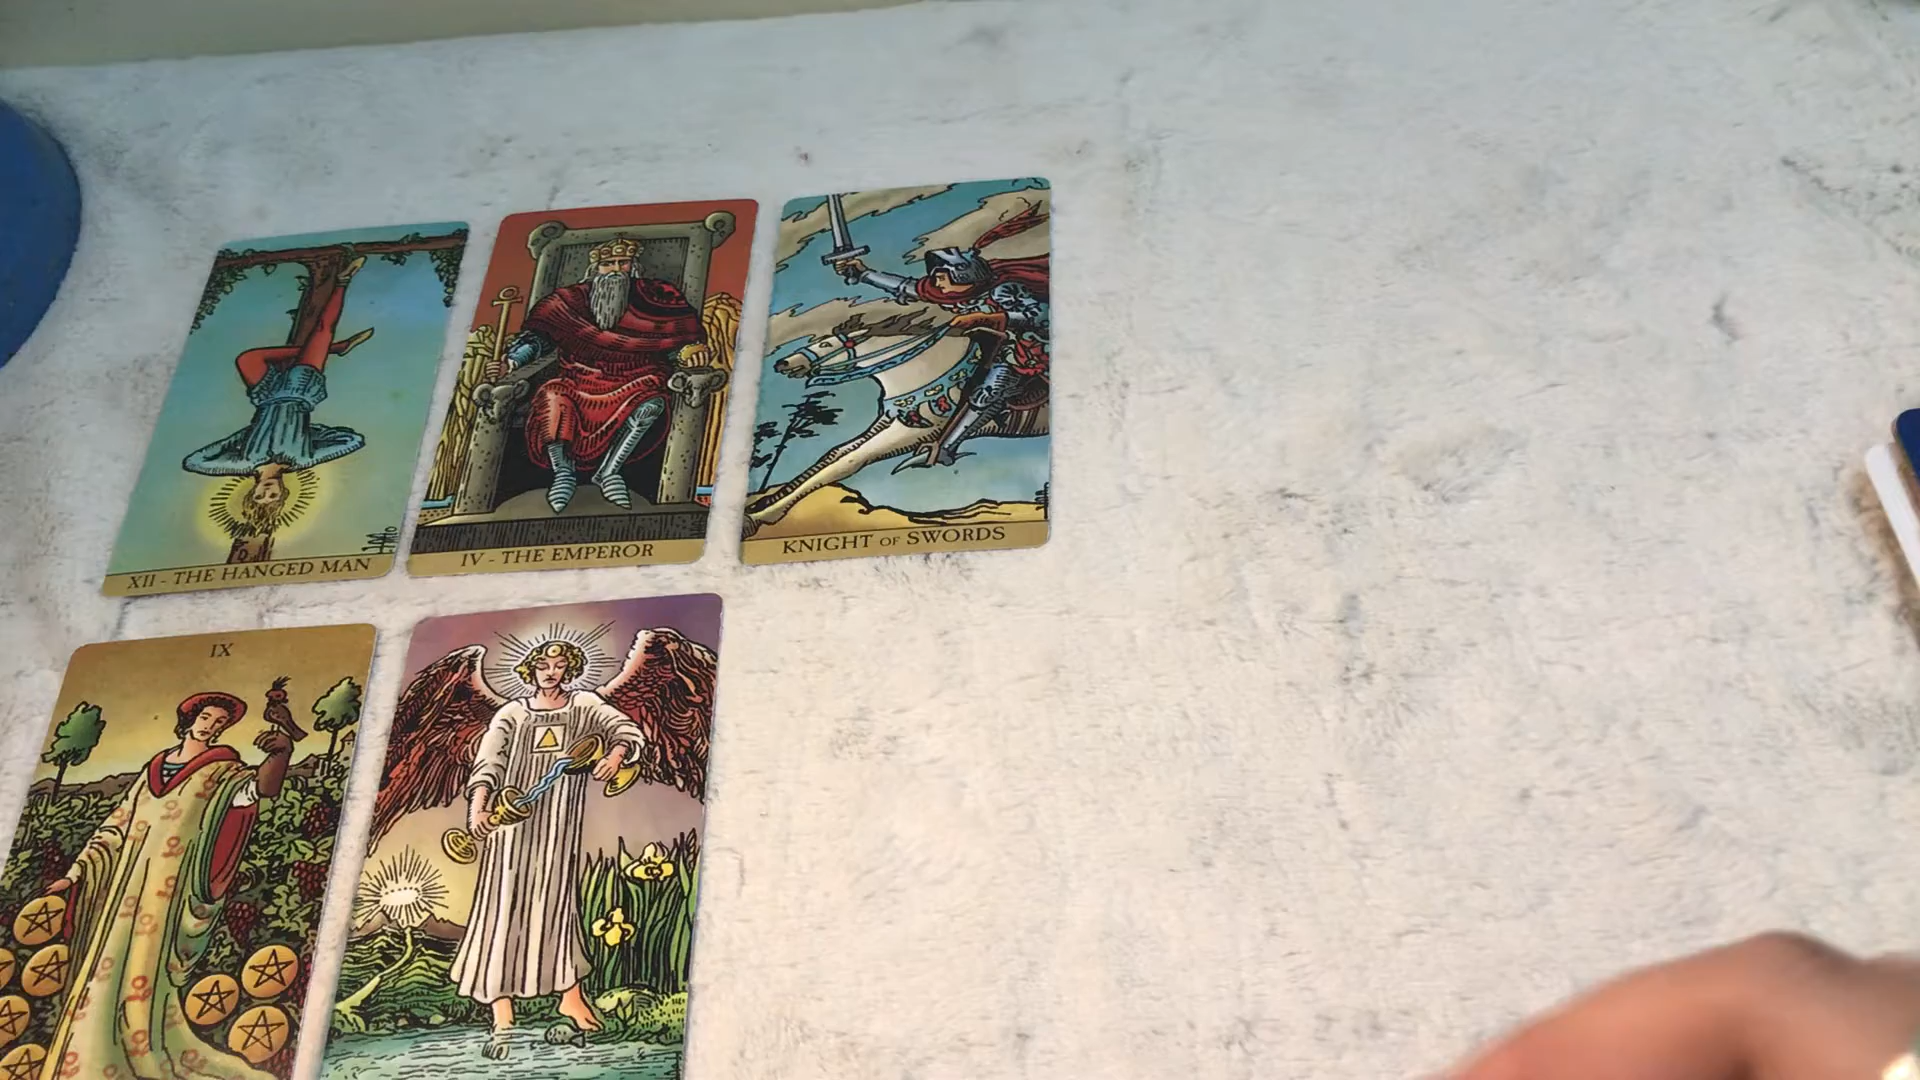 XII - THE HANGED MAN
IV - THE EMPEROR
KNIGHT OF SWORDS
IX